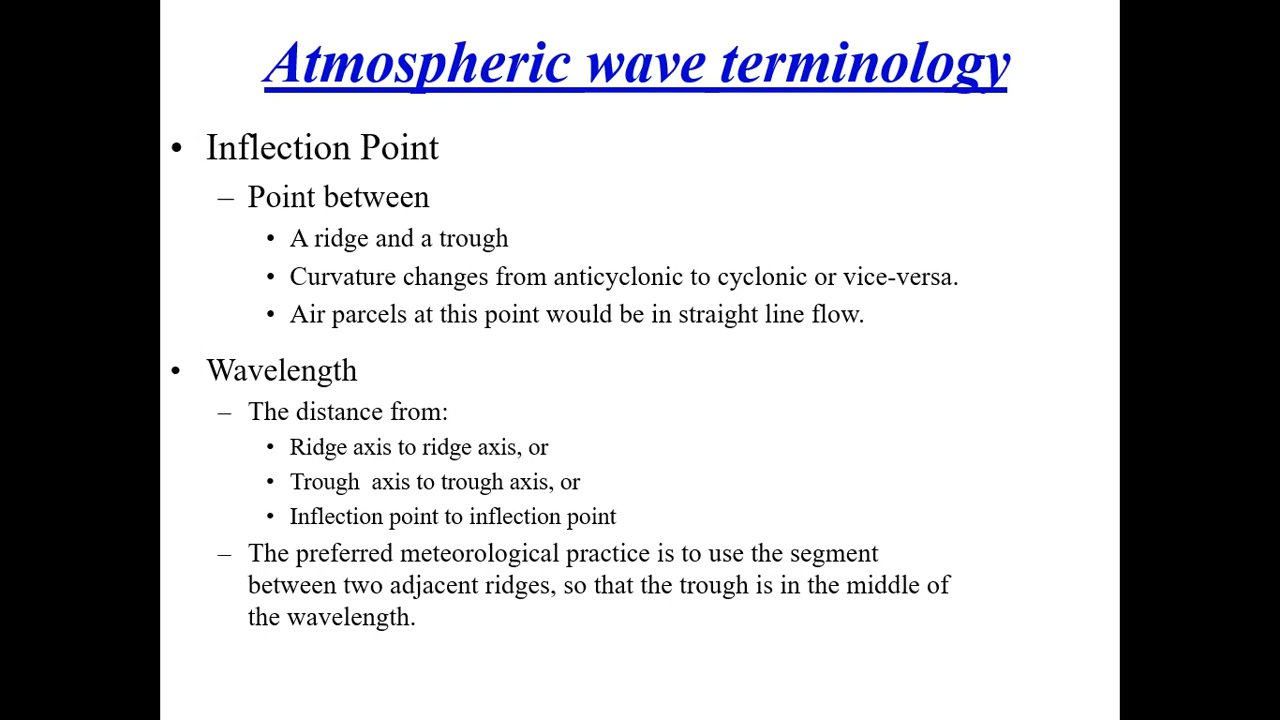 Atmospheric wave terminology
• Inflection Point
– Point between
• A ridge and a trough
• Curvature changes from anticyclonic to cyclonic or vice-versa.
• Air parcels at this point would be in straight line flow.
• Wavelength
– The distance from:
• Ridge axis to ridge axis, or
• Trough  axis to trough axis, or
• Inflection point to inflection point
– The preferred meteorological practice is to use the segment
between two adjacent ridges, so that the trough is in the middle of
the wavelength.